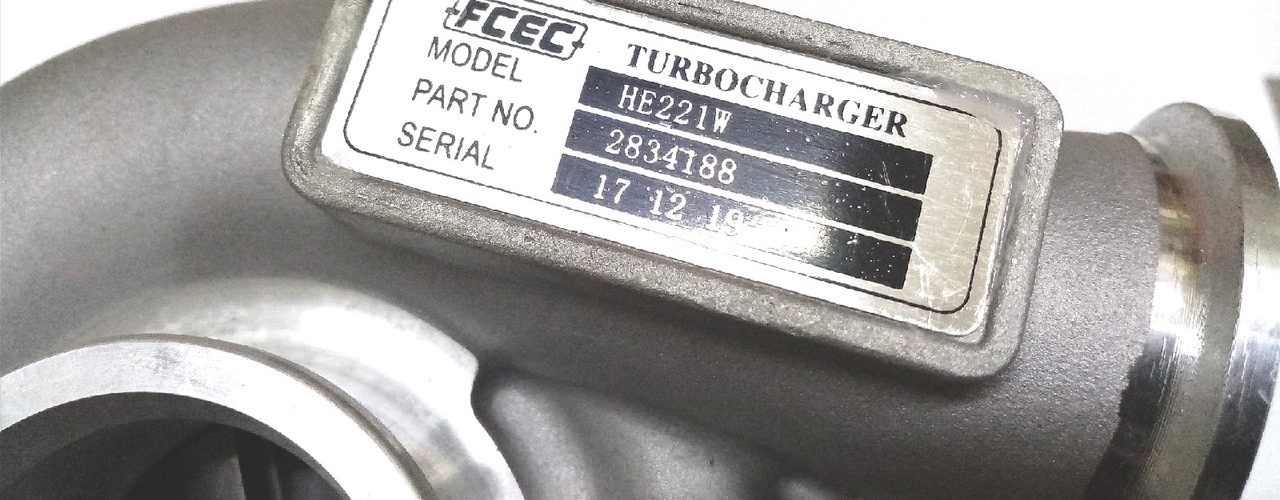 FCEC
TURBOCHARGER
MODEL HE221W
PART NO. 2834188
SERIAL 17 12 19